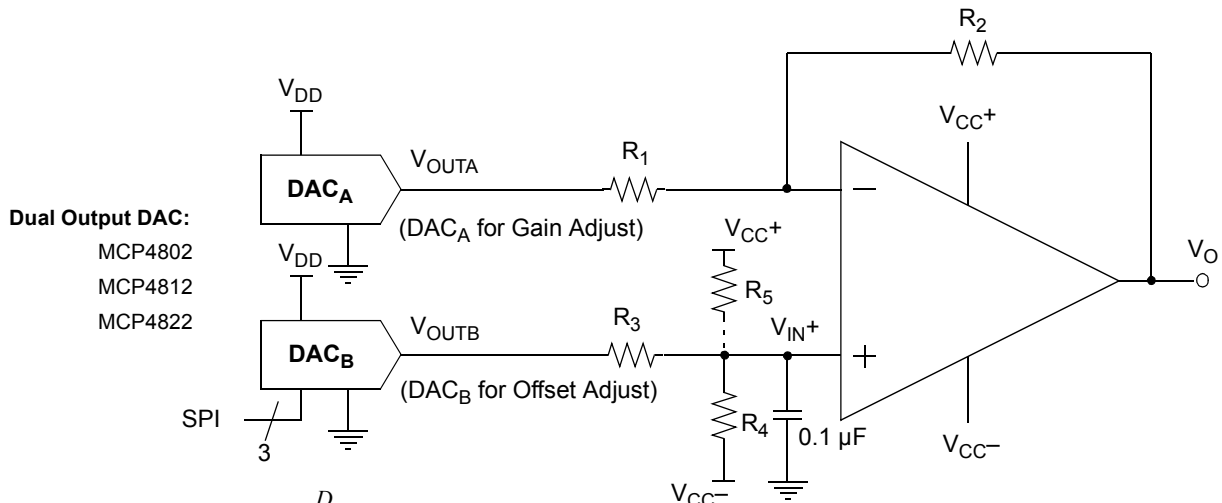 R2
VDD
VCC+
R1
VOUTA
DACA
Dual Output DAC:
(DACA for Gain Adjust)
VCC+
MCP4802
VDD
VO
MCP4812
R5
MCP4822
VOUTB
R3
VIN+
DACB
(DACB for Offset Adjust)
SPI
R4
0.1 µF
3
VCC–
VCC–
D